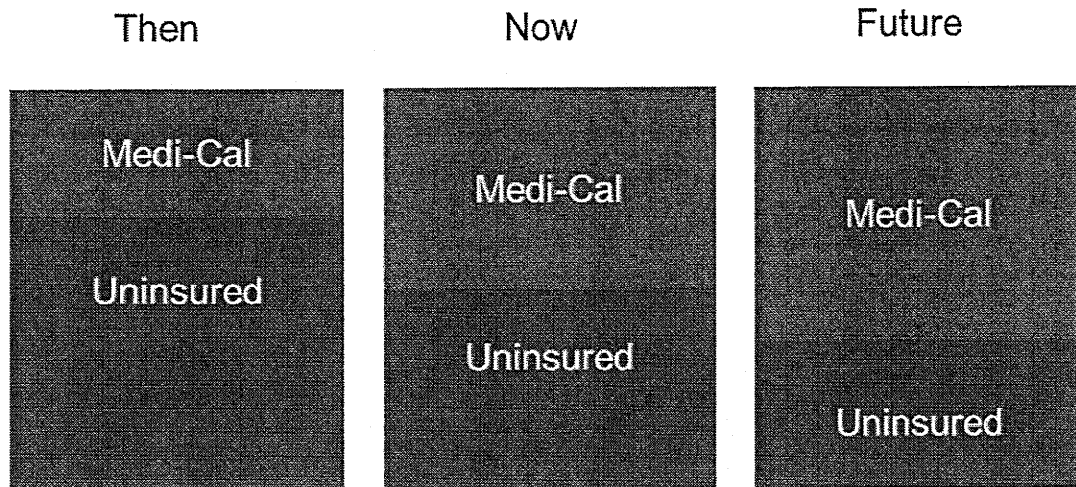 Then
Now
Future
Medi-Cal
Uninsured
Medi-Cal
Uninsured
Medi-Cal
Uninsured